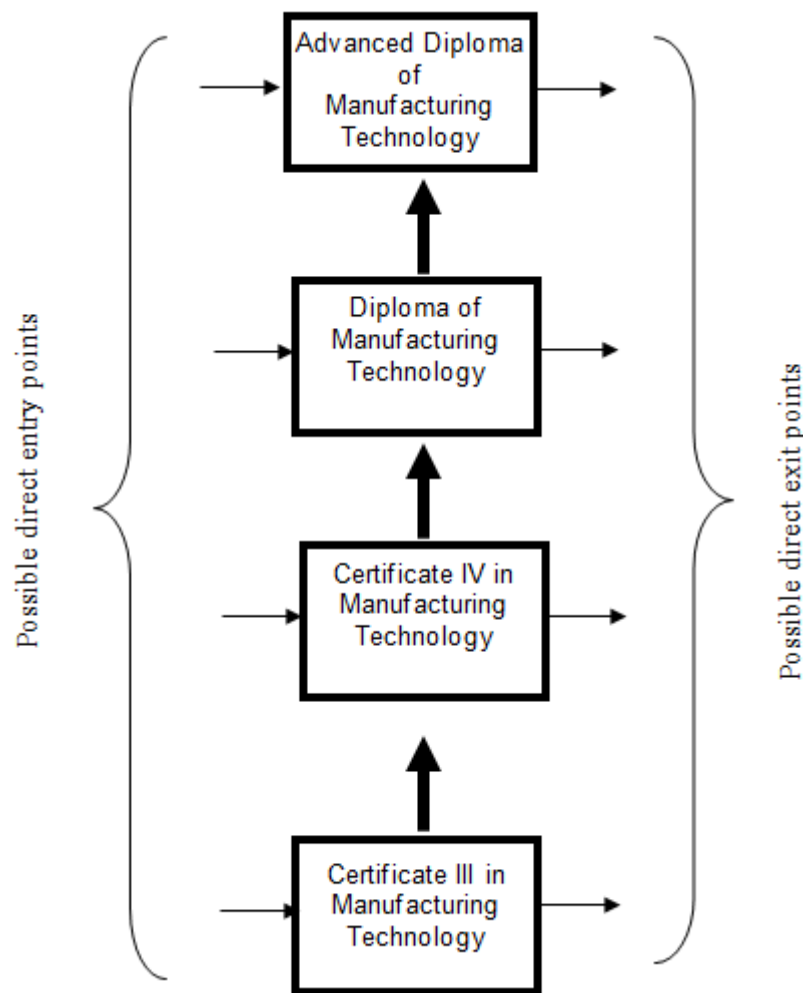 Advanced Diploma
of
Manufacturing
Technology
Diploma of
Manufacturing
Technology
Certificate IV in
Manufacturing
Technology
Certificate III in
Manufacturing
Technology
Possible direct entry points
Possible direct exit points